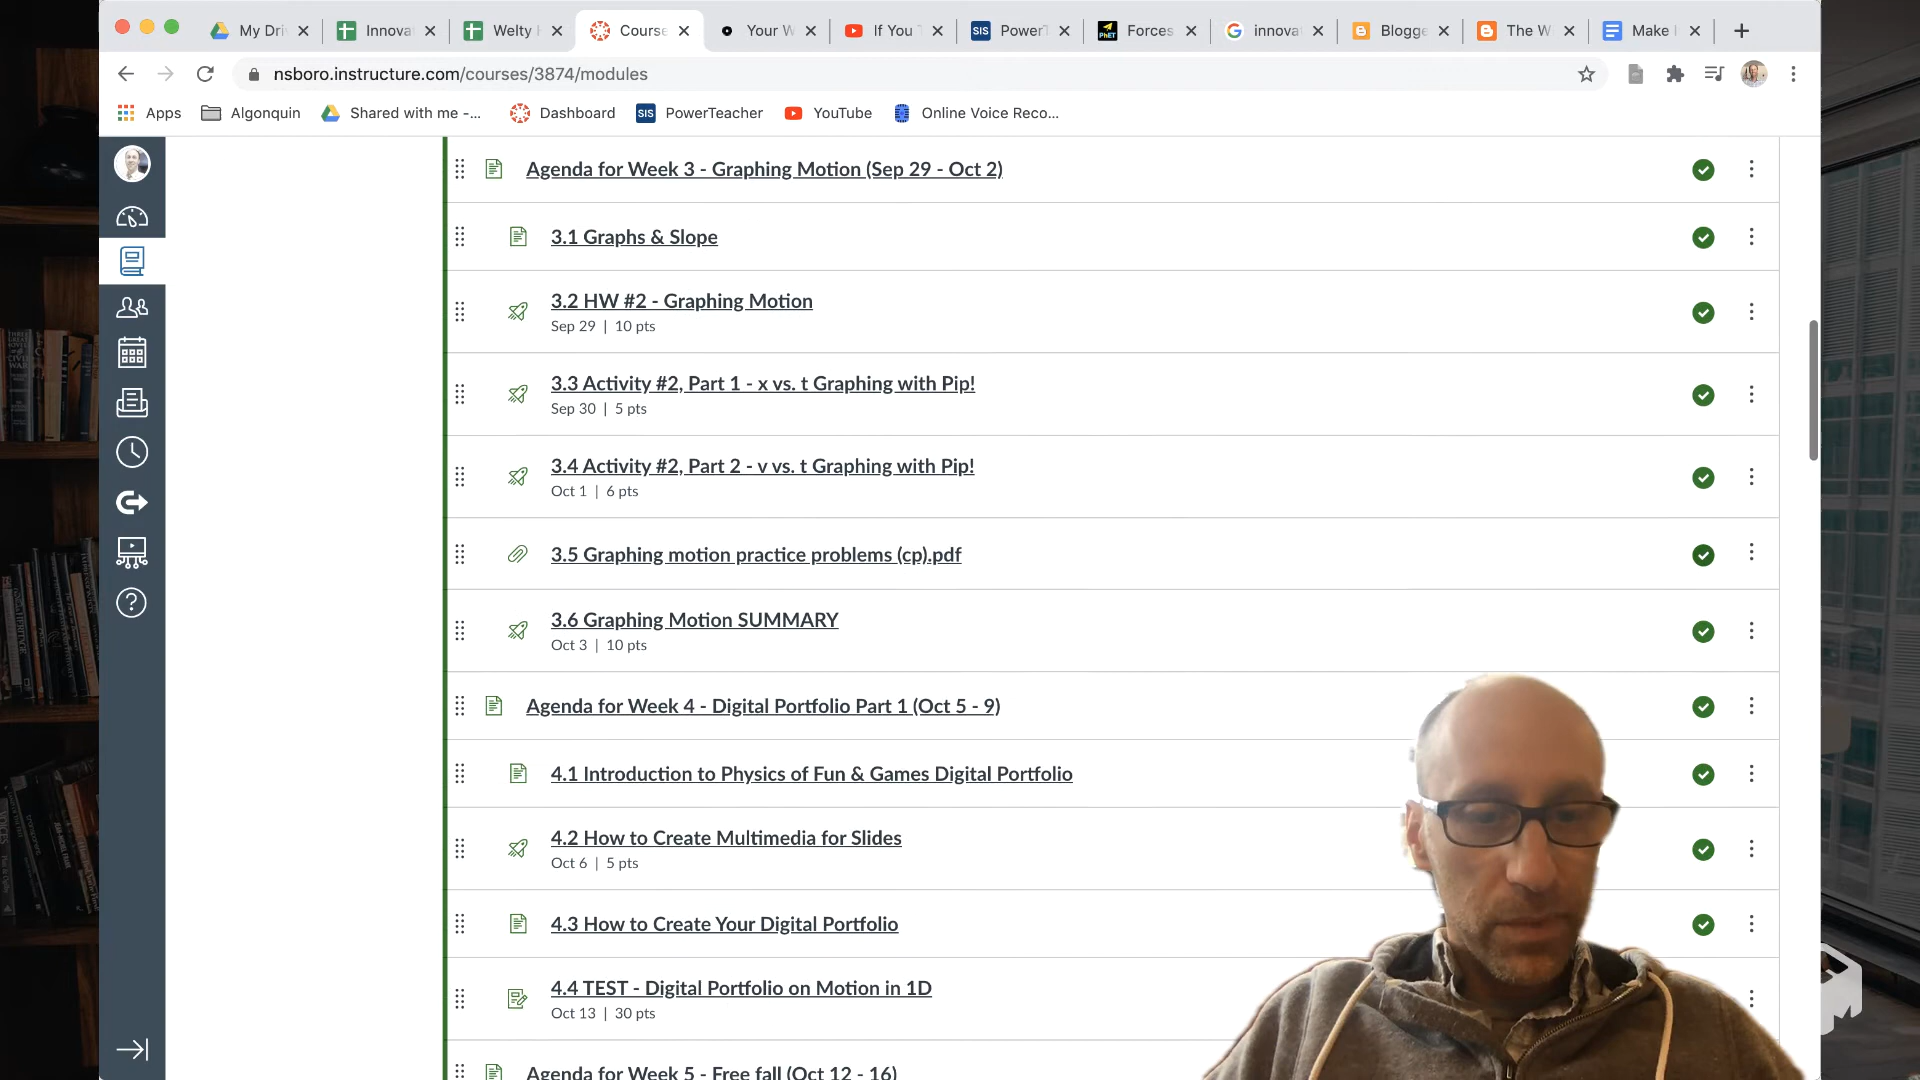 My Dri
Innova
Welty
Course
Your W
If You
PowerT
Forces
innova
Blogge
The W
Make
nsboro.instructure.com/courses/3874/modules
Apps
Algonquin
Shared with me -...
Dashboard
SIS
PowerTeacher
YouTube
Online Voice Reco...
Agenda for Week 3 - Graphing Motion (Sep 29 - Oct 2)
3.1 Graphs & Slope
3.2 HW #2 - Graphing Motion
Sep 29 | 10 pts
3.3 Activity #2, Part 1 - x vs. t Graphing with Pip!
Sep 30 | 5 pts
3.4 Activity #2, Part 2 - v vs. t Graphing with Pip!
Oct 1 | 6 pts
3.5 Graphing motion practice problems (cp).pdf
3.6 Graphing Motion SUMMARY
Oct 3 | 10 pts
Agenda for Week 4 - Digital Portfolio Part 1 (Oct 5 - 9)
4.1 Introduction to Physics of Fun & Games Digital Portfolio
4.2 How to Create Multimedia for Slides
Oct 6 | 5 pts
4.3 How to Create Your Digital Portfolio
4.4 TEST - Digital Portfolio on Motion in 1D
Oct 13 | 30 pts
Agenda for Week 5 - Free fall (Oct 12 - 16)